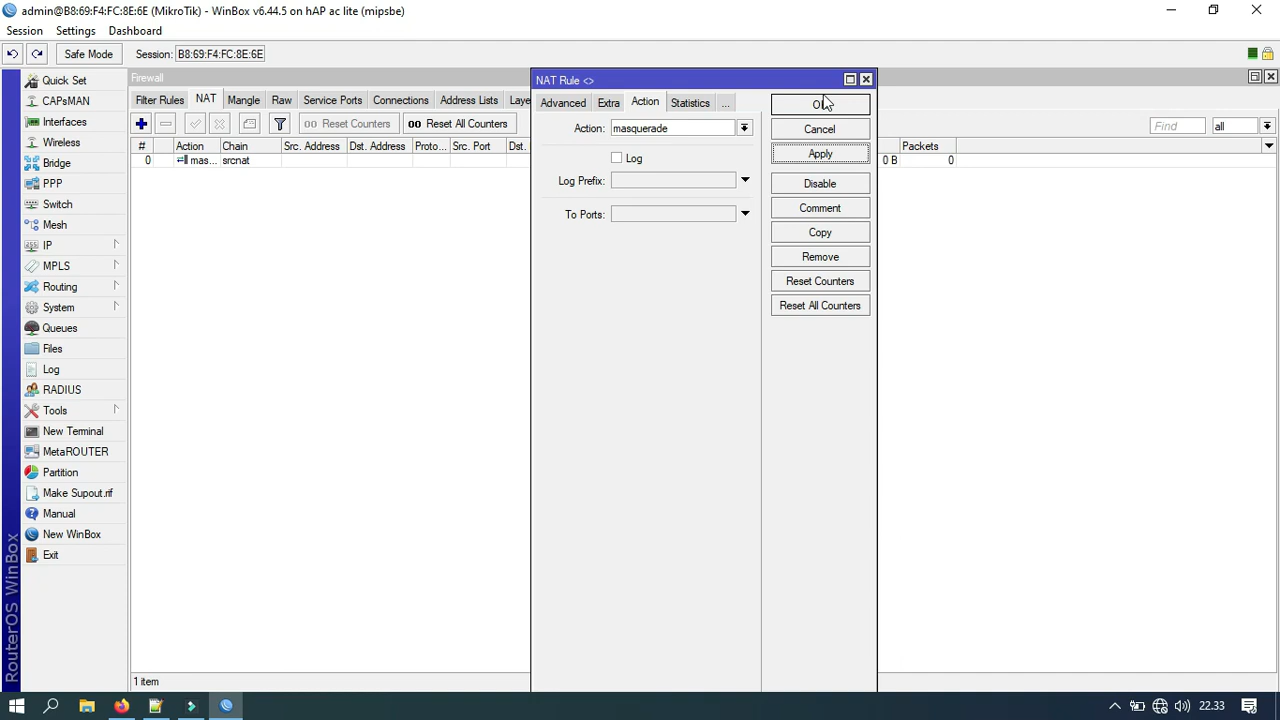 admin@B8:69:F4:FC:8E:6E (MikroTik) - WinBox v6.44.5 on hAP ac lite (mipsbe)
Session Settings Dashboard
Safe Mode Session: B8:69:F4:FC:8E:6E
Quick Set
CAPsMAN
Interfaces
Wireless
Bridge
PPP
Switch
Mesh
IP
MPLS
Routing
System
Queues
Files
Log
RADIUS
Tools
New Terminal
MetaROUTER
Partition
Make Supout.rif
Manual
New WinBox
Exit
RouterOS WinBox
Firewall
Filter Rules NAT Mangle Raw Service Ports Connections Address Lists Laye
Reset Counters 00 Reset All Counters Find all
# Action Chain Src. Address Dst. Address Proto... Src. Port Dst. Packets
0 mas... srcnat 0 B 0
1 item
NAT Rule <>
Advanced Extra Action Statistics ...
Action: masquerade
Log
Log Prefix:
To Ports:
Cancel
Apply
Disable
Comment
Copy
Remove
Reset Counters
Reset All Counters
22.33